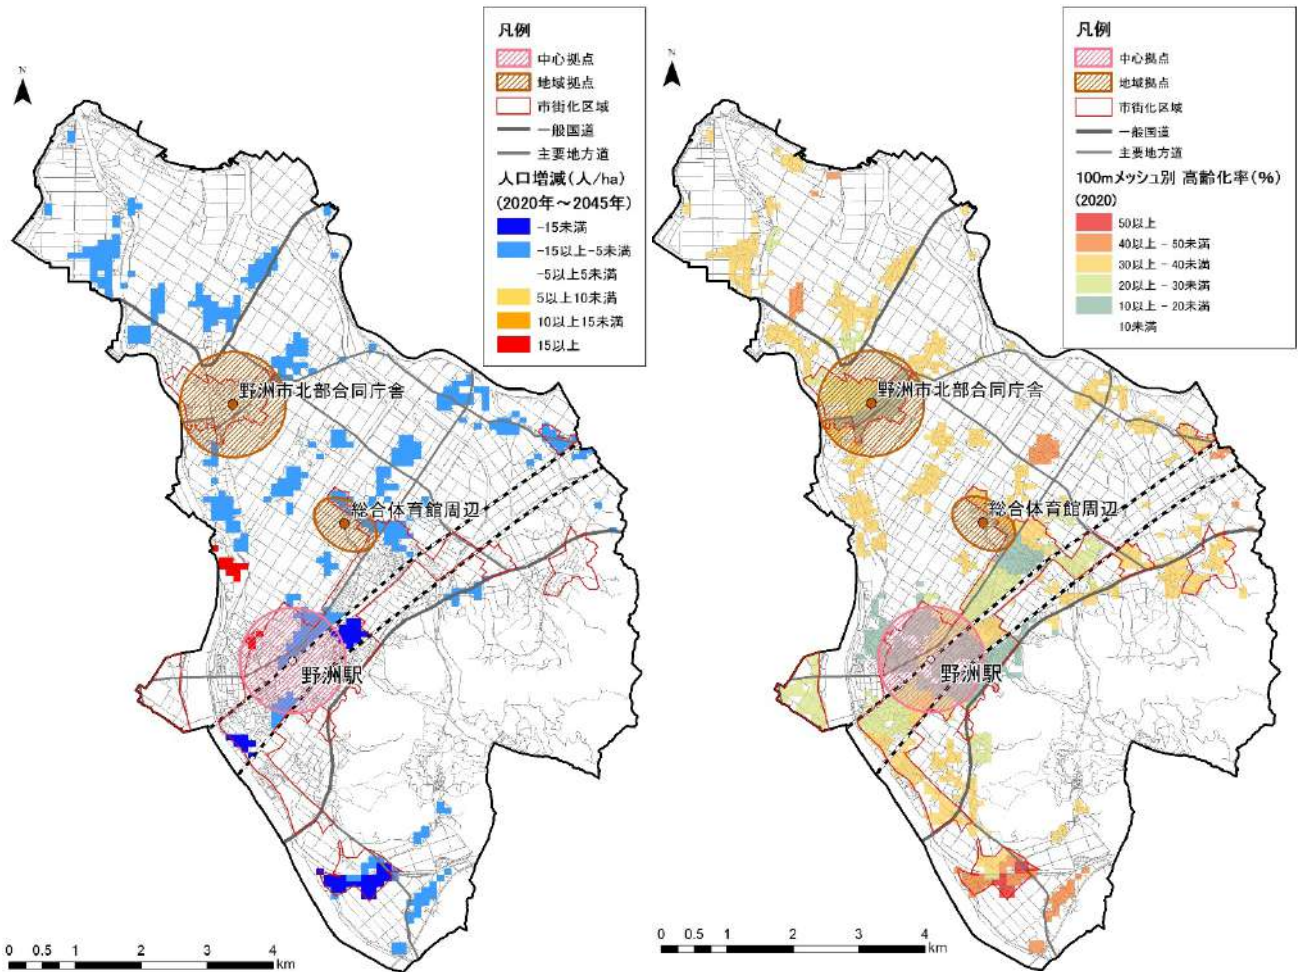 凡例
中心拠点
地域拠点
市街化区域
一般国道
主要地方道
人口増減(人/ha)
(2020年～2045年)
-15未満
-15以上-5未満
-5以上5未満
5以上10未満
10以上15未満
15以上
N
野洲市北部合同庁舎
総合体育館周辺
野洲駅
0 0.5 1 2 3 4
km
凡例
中心拠点
地域拠点
市街化区域
一般国道
主要地方道
100mメッシュ別 高齢化率(%)
(2020)
50以上
40以上 - 50未満
30以上 - 40未満
20以上 - 30未満
10以上 - 20未満
10未満
N
野洲市北部合同庁舎
総合体育館周辺
野洲駅
0 0.5 1 2 3 4
km